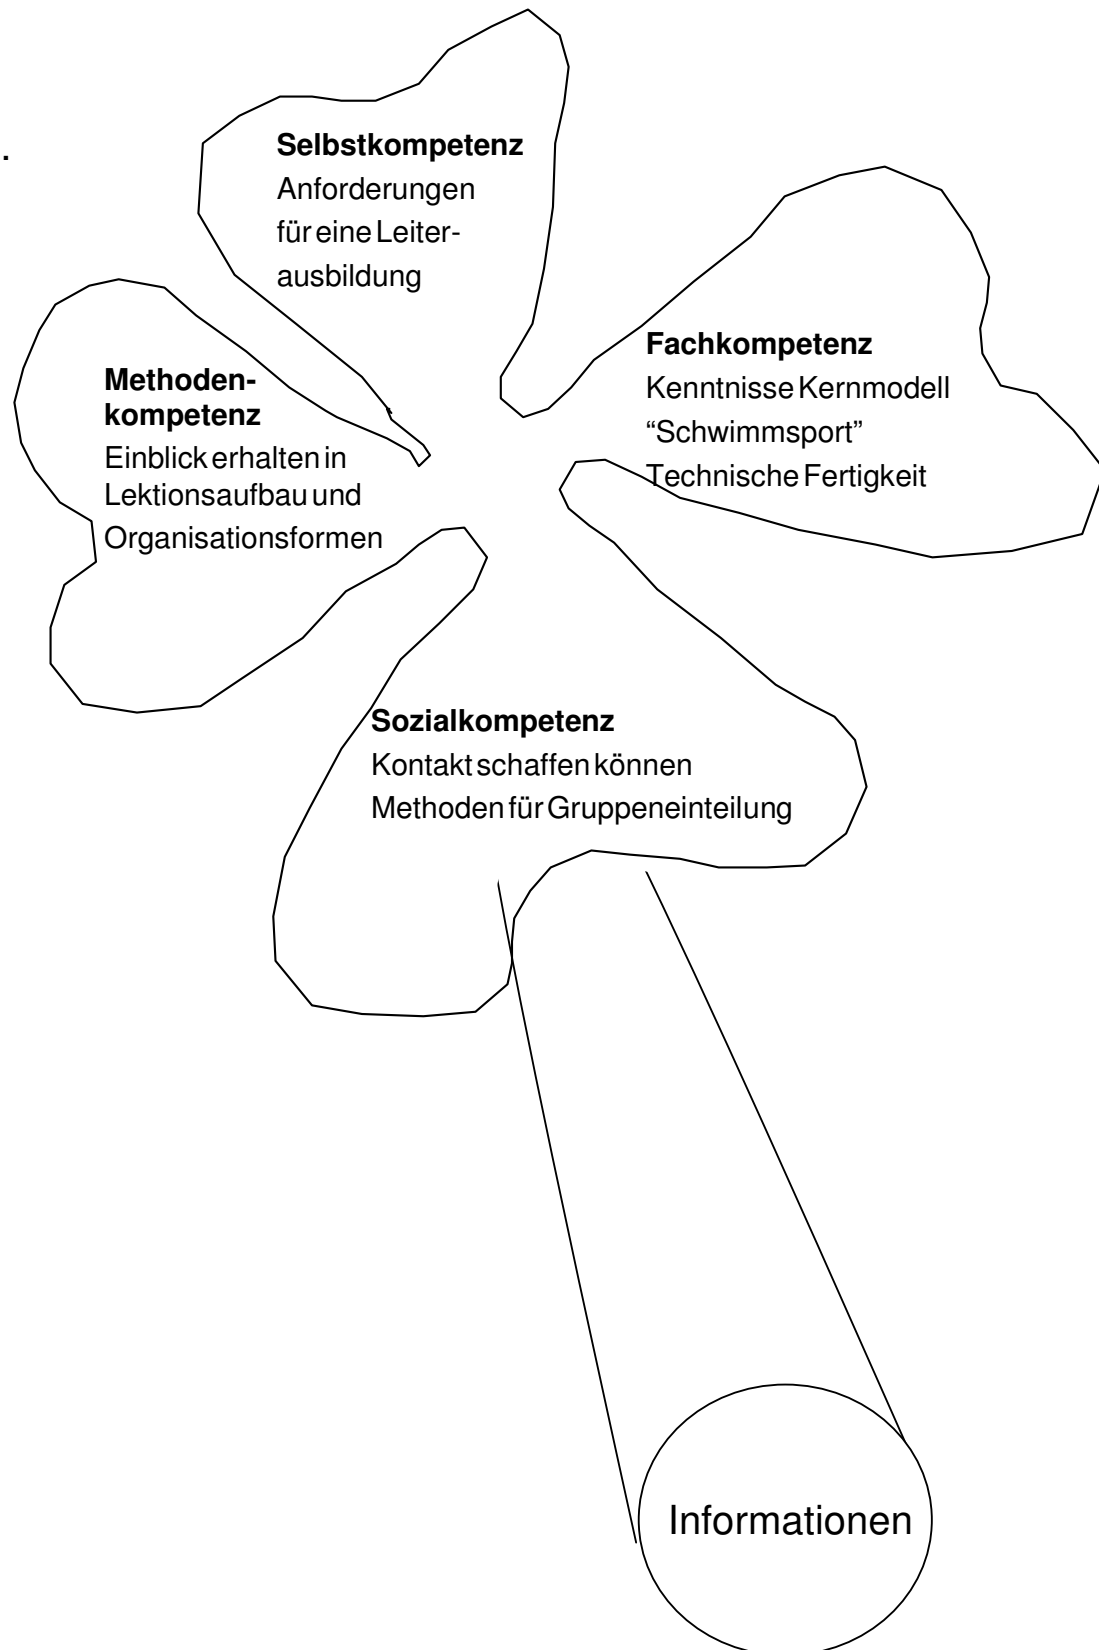 .
Selbstkompetenz
Anforderungen
für eine Leiter-
ausbildung
Fachkompetenz
Kenntnisse Kernmodell
“Schwimmsport”
Technische Fertigkeit
Methoden-
kompetenz
Einblick erhalten in
Lektionsaufbau und
Organisationsformen
Sozialkompetenz
Kontakt schaffen können
Methoden für Gruppeneinteilung
Informationen